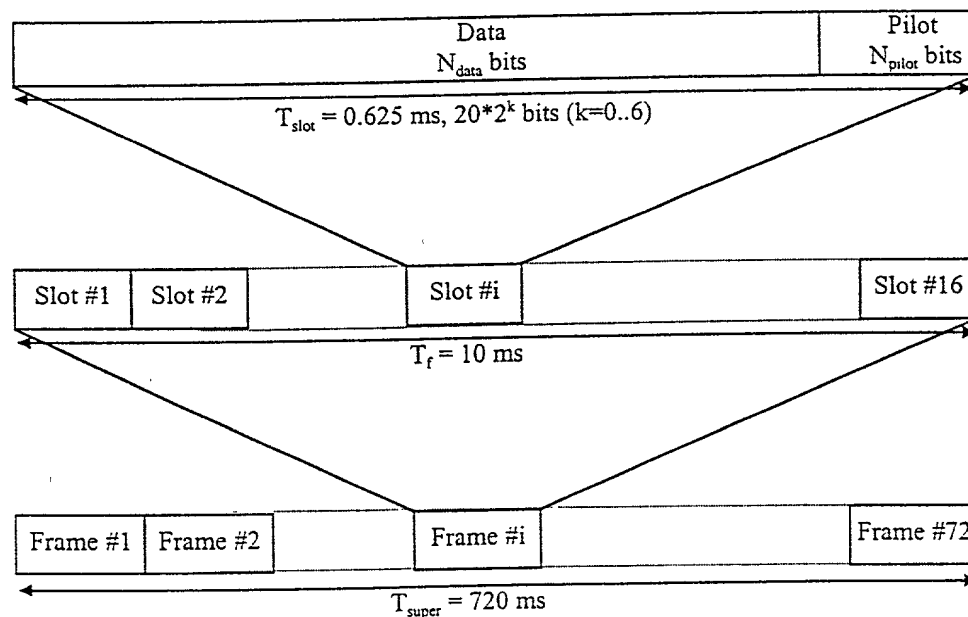 Data
N_data bits
Pilot
N_pilot bits
T_slot = 0.625 ms, 20*2^k bits (k=0..6)
Slot #1 Slot #2 Slot #i Slot #16
T_f = 10 ms
Frame #1 Frame #2 Frame #i Frame #72
T_super = 720 ms